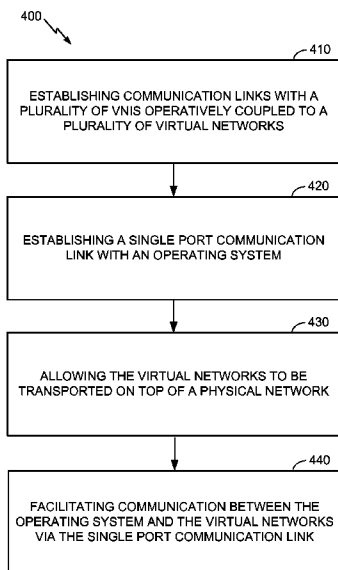 400
410
ESTABLISHING COMMUNICATION LINKS WITH A
PLURALITY OF VNIS OPERATIVELY COUPLED TO A
PLURALITY OF VIRTUAL NETWORKS
420
ESTABLISHING A SINGLE PORT COMMUNICATION
LINK WITH AN OPERATING SYSTEM
430
ALLOWING THE VIRTUAL NETWORKS TO BE
TRANSPORTED ON TOP OF A PHYSICAL NETWORK
440
FACILITATING COMMUNICATION BETWEEN THE
OPERATING SYSTEM AND THE VIRTUAL NETWORKS
VIA THE SINGLE PORT COMMUNICATION LINK